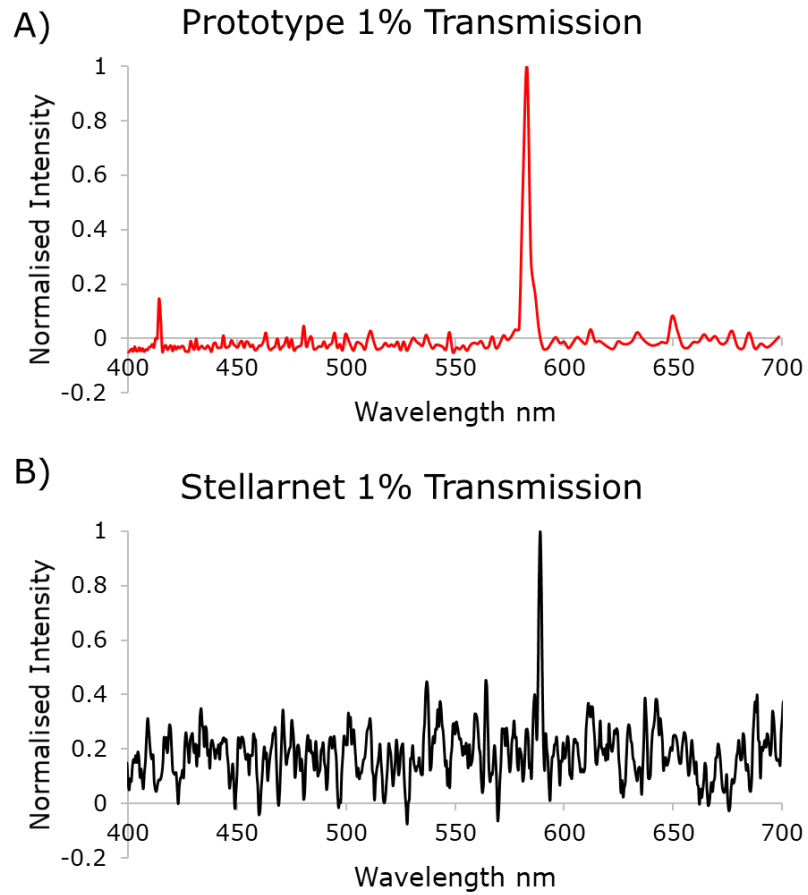 A)
Prototype 1% Transmission
1
0.8
0.6
0.4
0.2
0
-0.2
Normalised Intensity
400 450 500 550 600 650 700
Wavelength nm
B)
Stellarnet 1% Transmission
1
0.8
0.6
0.4
0.2
0
-0.2
Normalised Intensity
400 450 500 550 600 650 700
Wavelength nm